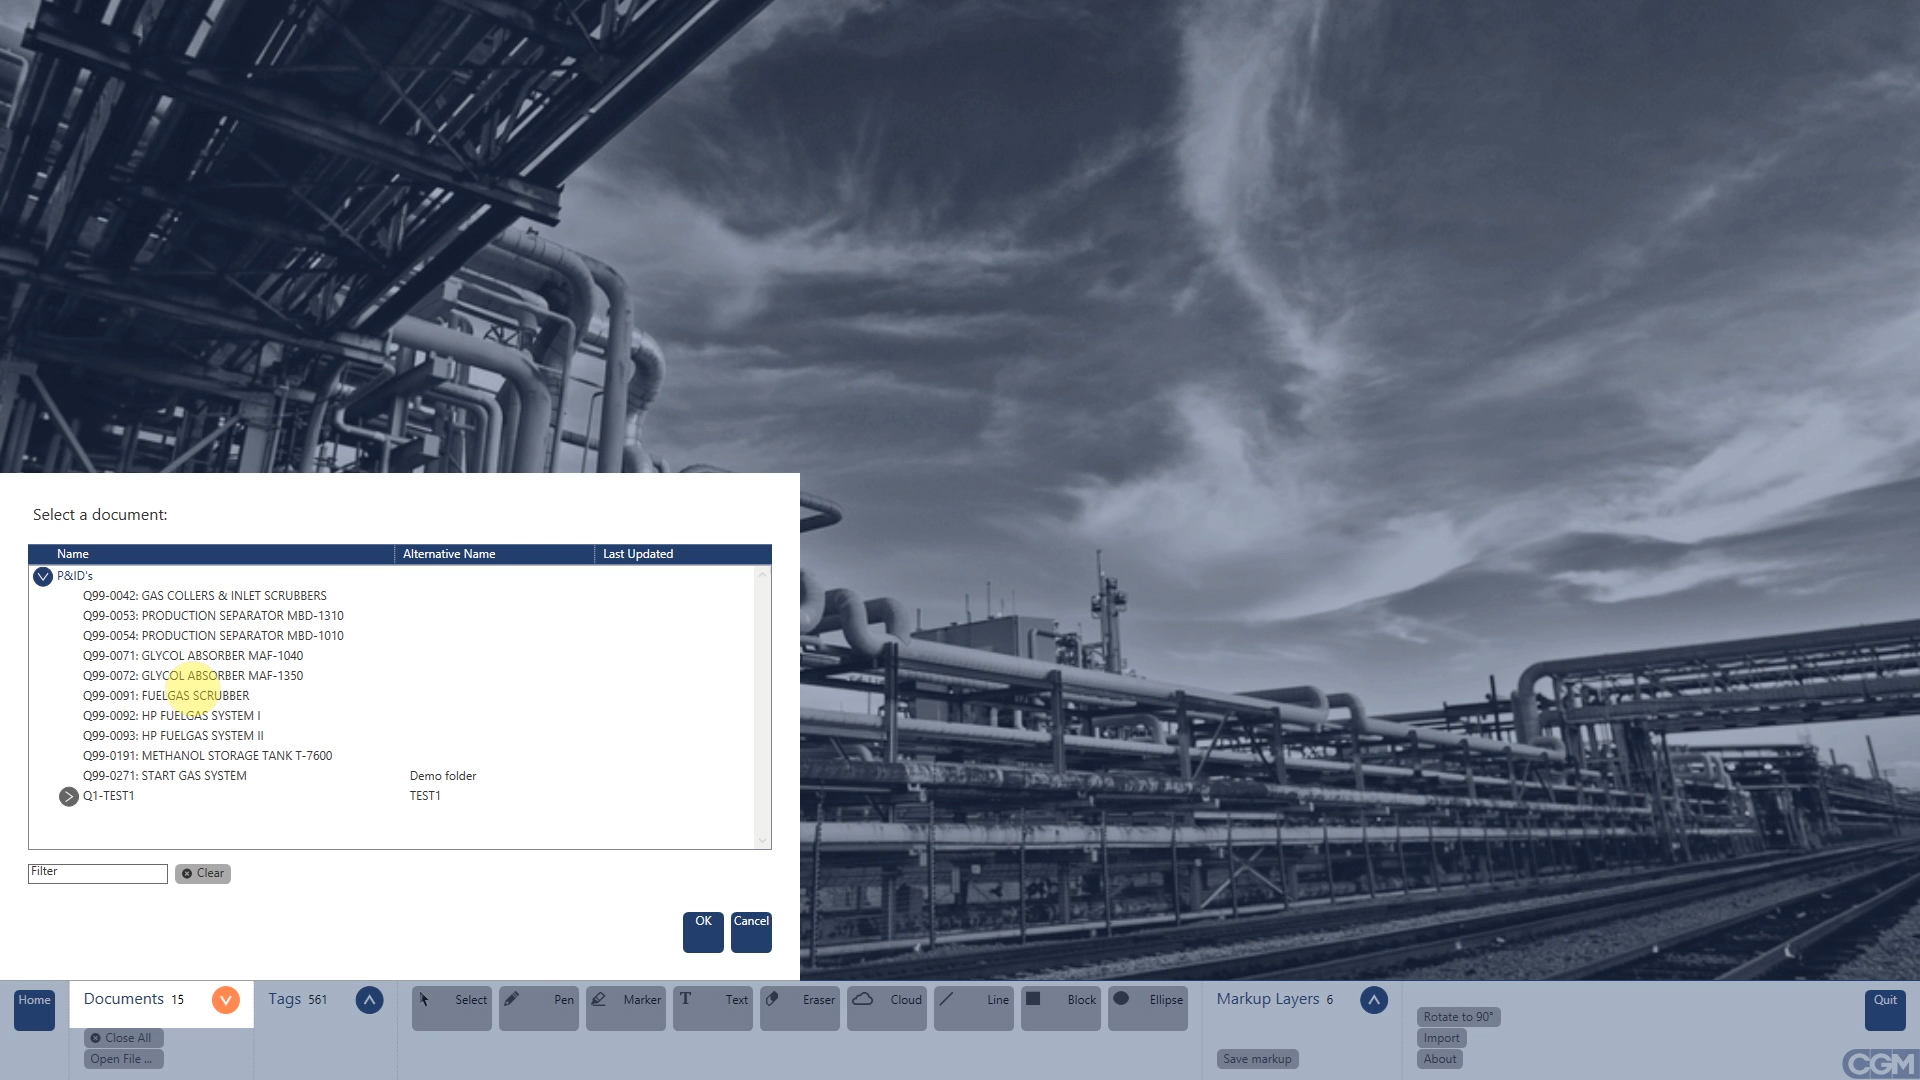 Select a document:
Name Alternative Name Last Updated
P&ID's
Q99-0042: GAS COLLERS & INLET SCRUBBERS
Q99-0053: PRODUCTION SEPARATOR MBD-1310
Q99-0054: PRODUCTION SEPARATOR MBD-1010
Q99-0071: GLYCOL ABSORBER MAF-1040
Q99-0072: GLYCOL ABSORBER MAF-1350
Q99-0091: FUELGAS SCRUBBER
Q99-0092: HP FUELGAS SYSTEM I
Q99-0093: HP FUELGAS SYSTEM II
Q99-0191: METHANOL STORAGE TANK T-7600
Q99-0271: START GAS SYSTEM Demo folder
Q1-TEST1 TEST1
Filter Clear
OK Cancel
Home Documents 15 Tags 561 Select Pen Marker T Text Eraser Cloud Line Block Ellipse Markup Layers 6 Quit
Rotate to 90°
Close All Import
Open File ... Save markup About
CGM